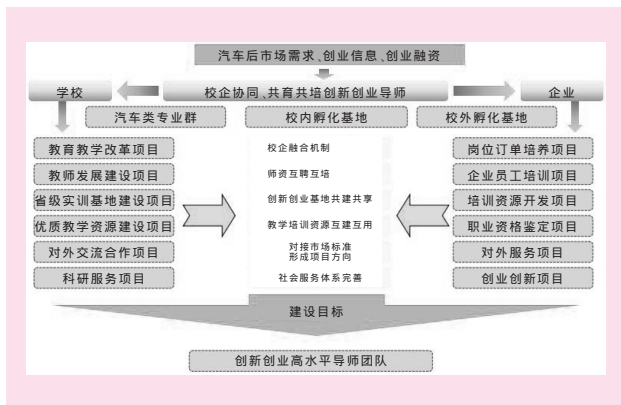 汽车后市场需求、创业信息、创业融资
学校
校企协同、共育共培创新创业导师
企业
汽车类专业群
校内孵化基地
校外孵化基地
教育教学改革项目
教师发展建设项目
省级实训基地建设项目
优质教学资源建设项目
对外交流合作项目
科研服务项目
校企融合机制
师资互聘互培
创新创业基地共建共享
教学培训资源互建互用
对接市场标准
形成项目方向
社会服务体系完善
岗位订单培养项目
企业员工培训项目
培训资源开发项目
职业资格鉴定项目
对外服务项目
创业创新项目
建设目标
创新创业高水平导师团队